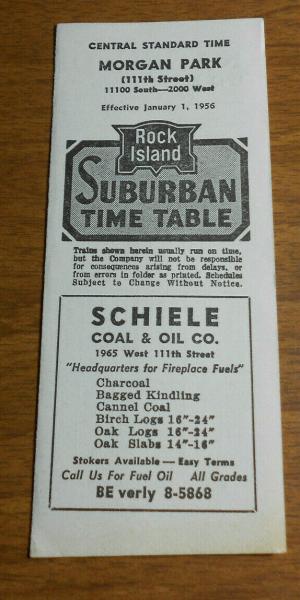 CENTRAL STANDARD TIME
MORGAN PARK
(111th Street)
11100 South—2000 West
Effective January 1, 1956
Rock
Island
SUBURBAN
TIME TABLE
Trains shown herein usually run on time,
but the Company will not be responsible
for consequences arising from delays, or
from errors in folder as printed. Schedules
Subject to Change Without Notice.
SCHIELE
COAL & OIL CO.
1965 West 111th Street
"Headquarters for Fireplace Fuels"
Charcoal
Bagged Kindling
Cannel Coal
Birch Logs 16"-24"
Oak Logs 16"-24"
Oak Slabs 14"-16"
Stokers Available — Easy Terms
Call Us For Fuel Oil All Grades
BE verly 8-5868